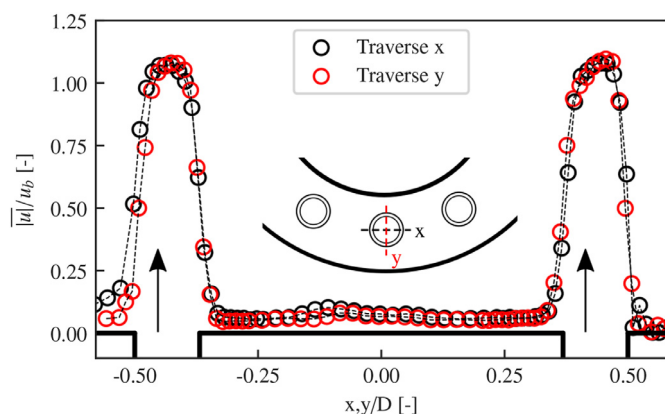 1.25
1.00
0.75
0.50
0.25
0.00
|u|/u_b [-]
Traverse x
Traverse y
x
y
-0.50
-0.25
0.00
0.25
0.50
x,y/D [-]